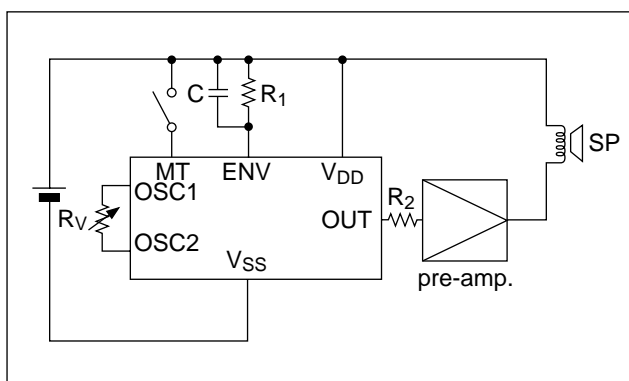 C
R1
SP
MT
ENV
VDD
OSC1
R2
RV
OUT
OSC2
VSS
pre-amp.